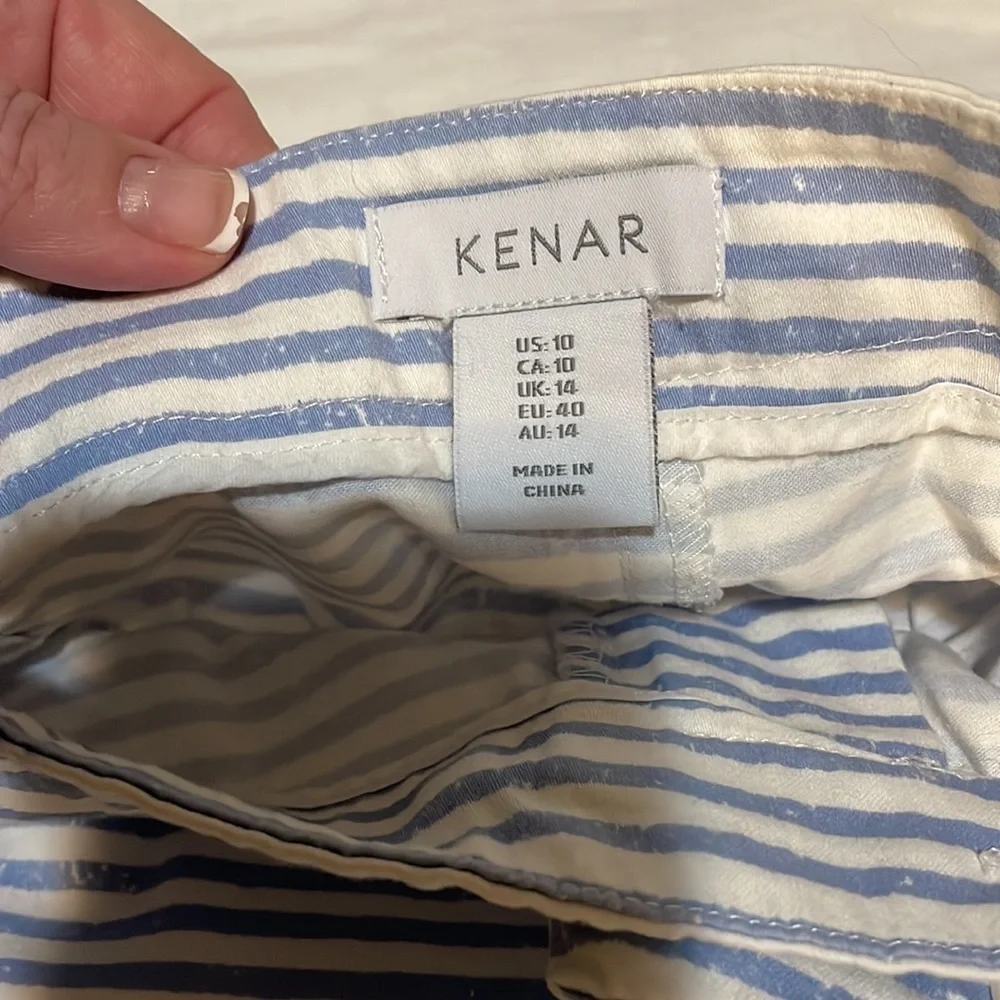 KENAR
US: 10
CA: 10
UK: 14
EU: 40
AU: 14
MADE IN
CHINA